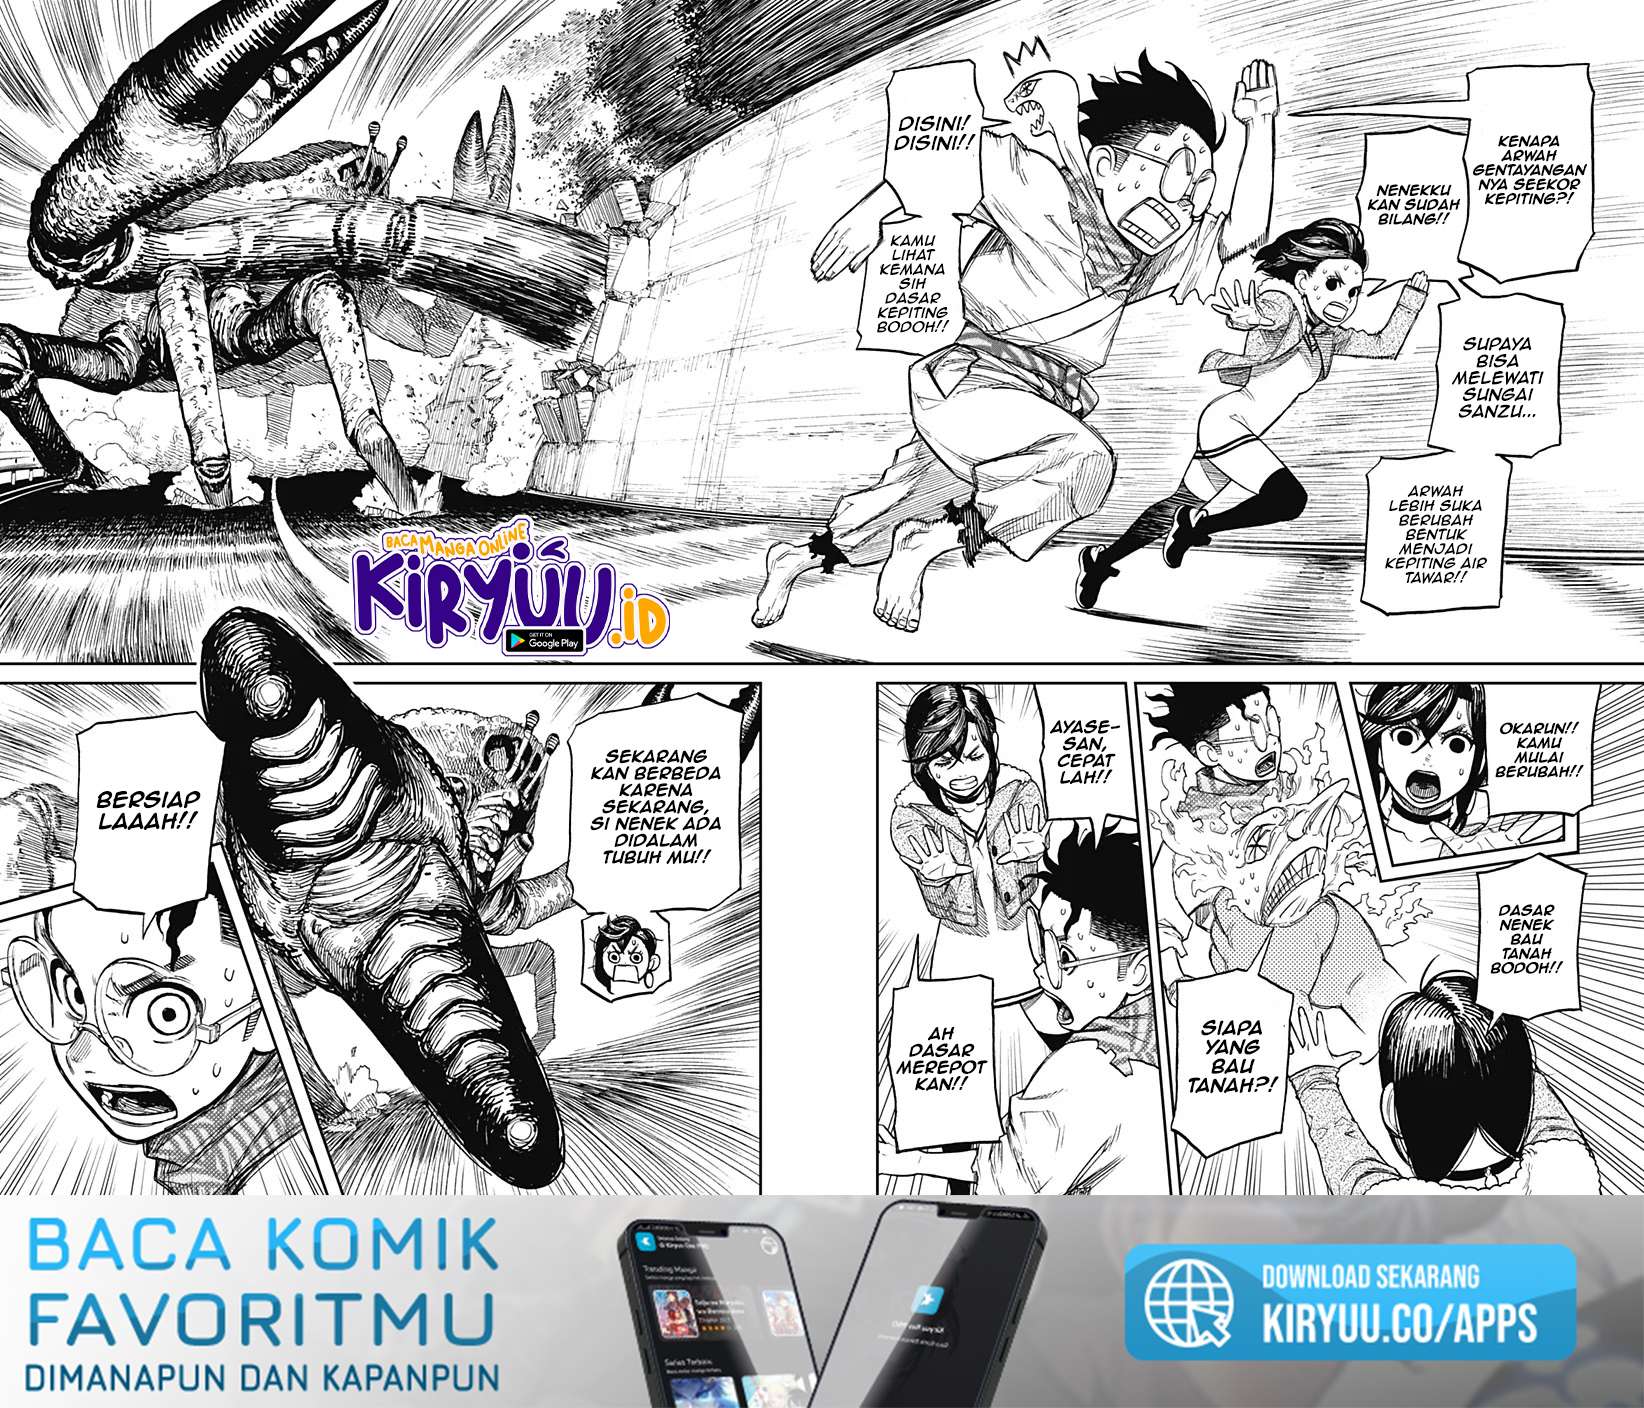 KENAPA
ARWAH
GENTAYANGAN
NYA SEEKOR
KEPITING?!
NENEKKU
KAN SUDAH
BILANG!!
SUPAYA
BISA
MELEWATI
SUNGAI
SANZU...
ARWAH
LEBIH SUKA
BERUBAH
BENTUK
MENJADI
KEPITING AIR
TAWAR!!
DISINI!
DISINI!!
KAMU
LIHAT
KEMANA
SIH
DASAR
KEPITING
BODOH!!
BACA MANGA ONLINE
KIRYUU.ID
GET IT ON
Google Play
OKARUN!!
KAMU
MULAI
BERUBAH!!
DASAR
NENEK
BAU
TANAH
BODOH!!
SIAPA
YANG
BAU
TANAH?!
AYASE-
SAN,
CEPAT
LAH!!
AH
DASAR
MEREPOT
KAN!!
SEKARANG
KAN BERBEDA
KARENA
SEKARANG,
SI NENEK ADA
DIDALAM
TUBUH MU!!
BERSIAP
LAAAH!!
BACA KOMIK
FAVORITMU
DIMANAPUN DAN KAPANPUN
Trending Manga
DOWNLOAD SEKARANG
KIRYUU.CO/APPS